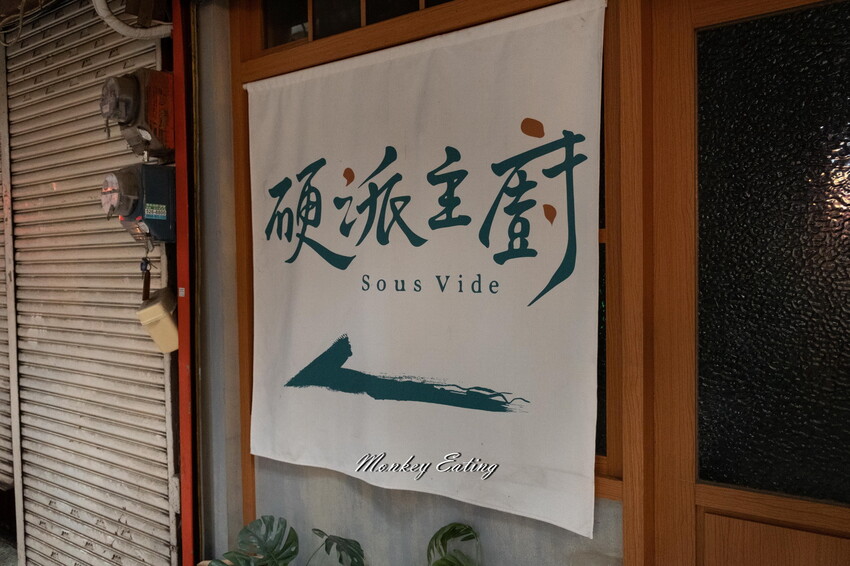 硬派主廚
Sous Vide
Monkey Eating